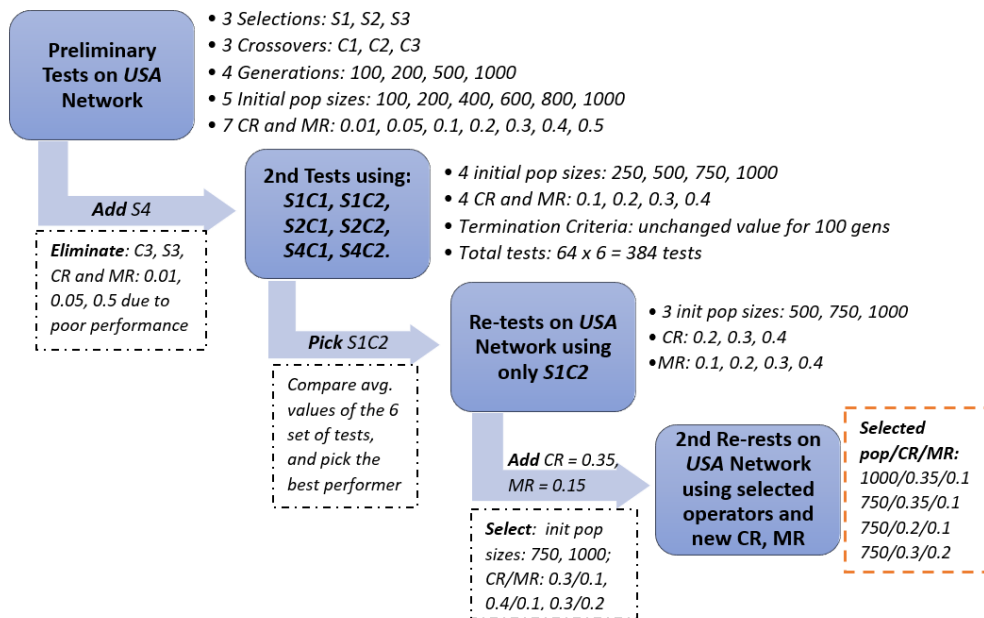 Preliminary
Tests on USA
Network
• 3 Selections: S1, S2, S3
• 3 Crossovers: C1, C2, C3
• 4 Generations: 100, 200, 500, 1000
• 5 Initial pop sizes: 100, 200, 400, 600, 800, 1000
• 7 CR and MR: 0.01, 0.05, 0.1, 0.2, 0.3, 0.4, 0.5
Add S4
Eliminate: C3, S3,
CR and MR: 0.01,
0.05, 0.5 due to
poor performance
2nd Tests using:
S1C1, S1C2,
S2C1, S2C2,
S4C1, S4C2.
• 4 initial pop sizes: 250, 500, 750, 1000
• 4 CR and MR: 0.1, 0.2, 0.3, 0.4
• Termination Criteria: unchanged value for 100 gens
• Total tests: 64 x 6 = 384 tests
Pick S1C2
Compare avg.
values of the 6
set of tests,
and pick the
best performer
Re-tests on USA
Network using
only S1C2
• 3 init pop sizes: 500, 750, 1000
• CR: 0.2, 0.3, 0.4
•MR: 0.1, 0.2, 0.3, 0.4
Add CR = 0.35,
MR = 0.15
Select: init pop
sizes: 750, 1000;
CR/MR: 0.3/0.1,
0.4/0.1, 0.3/0.2
2nd Re-rests on
USA Network
using selected
operators and
new CR, MR
Selected
pop/CR/MR:
1000/0.35/0.1
750/0.35/0.1
750/0.2/0.1
750/0.3/0.2